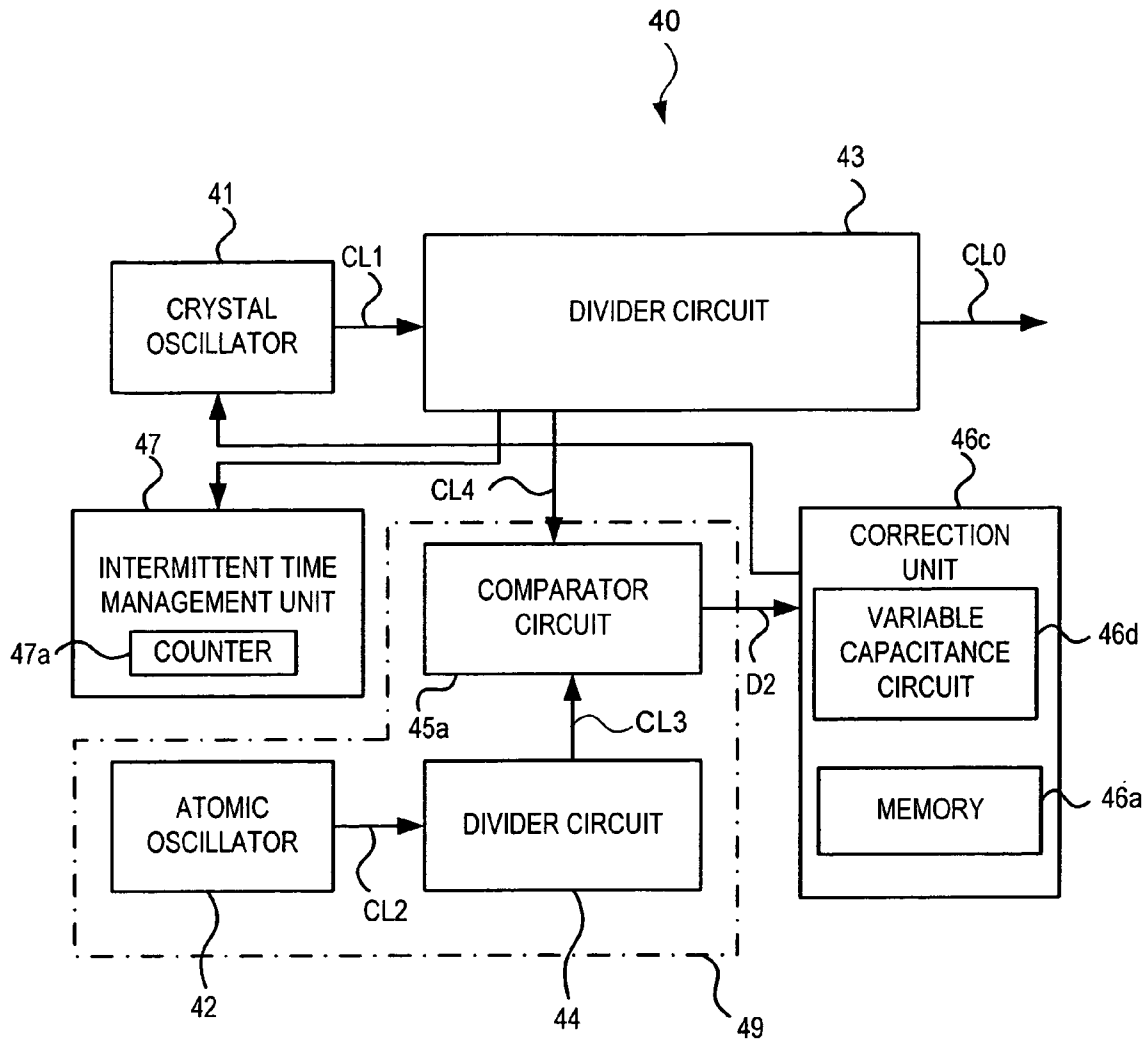 40
43
41
CL1
CL0
CRYSTAL
OSCILLATOR
DIVIDER CIRCUIT
47
CL4
46c
INTERMITTENT TIME
MANAGEMENT UNIT
COUNTER
47a
COMPARATOR
CIRCUIT
45a
D2
CORRECTION
UNIT
VARIABLE
CAPACITANCE
CIRCUIT
46d
CL3
ATOMIC
OSCILLATOR
CL2
DIVIDER CIRCUIT
MEMORY
46a
42
44
49